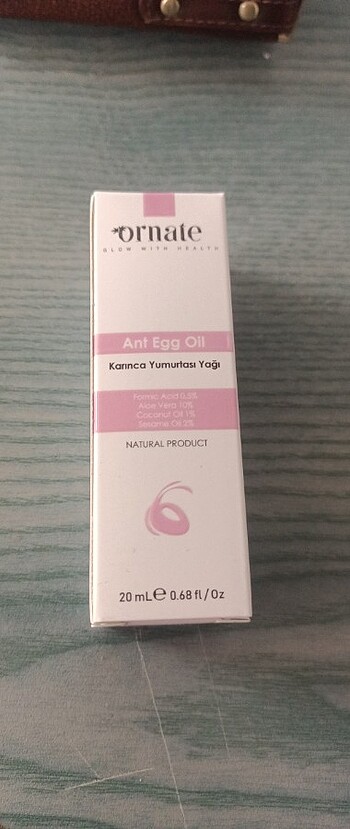 ornate
GLOW WITH HEALTH
Ant Egg Oil
Karınca Yumurtası Yağı
Formic Acid 0,5%
Aloe Vera 10%
Coconut Oil 1%
Sesame Oil 2%
NATURAL PRODUCT
20 mL e 0.68 fl / Oz